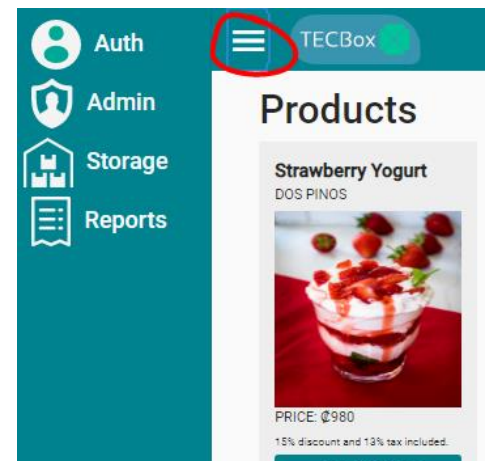 Auth
Admin
Storage
Reports
TECBox
Products
Strawberry Yogurt
DOS PINOS
PRICE: ₡980
15% discount and 13% tax included.